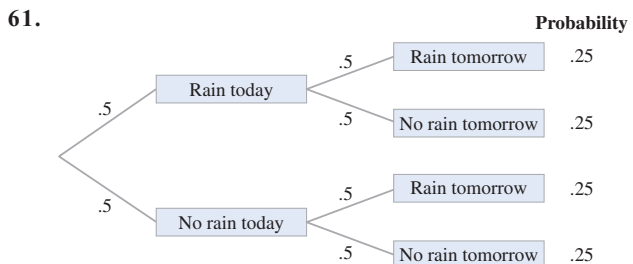 61.
Probability
.5 Rain tomorrow .25
Rain today
.5 .5 No rain tomorrow .25
.5 .5 Rain tomorrow .25
No rain today
.5 No rain tomorrow .25